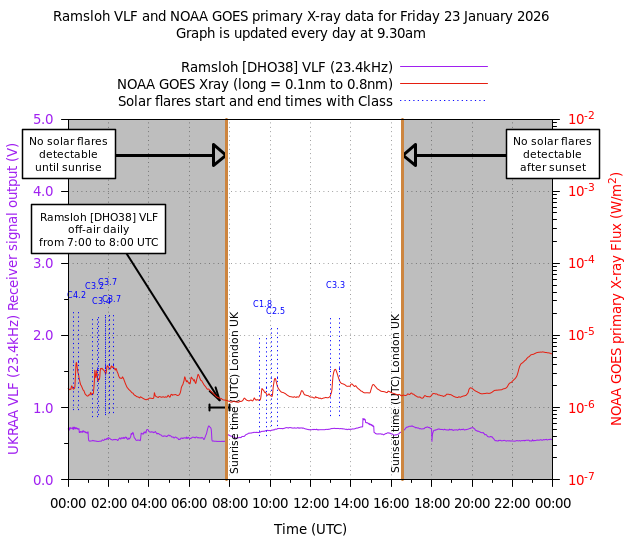 Ramsloh VLF and NOAA GOES primary X-ray data for Friday 23 January 2026
Graph is updated every day at 9.30am
Ramsloh [DHO38] VLF (23.4kHz)
NOAA GOES Xray (long = 0.1nm to 0.8nm)
Solar flares start and end times with Class
5.0
4.0
3.0
2.0
1.0
0.0
UKRAA VLF (23.4kHz) Receiver signal output (V)
10-2
10-3
10-4
10-5
10-6
10-7
NOAA GOES primary X-ray Flux (W/m2)
No solar flares
detectable
until sunrise
No solar flares
detectable
after sunset
Ramsloh [DHO38] VLF
off-air daily
from 7:00 to 8:00 UTC
C4.2
C3.2
C3.7
C3.4
C3.7
C1.8
C2.5
C3.3
Sunrise time (UTC) London UK
Sunset time (UTC) London UK
00:00 02:00 04:00 06:00 08:00 10:00 12:00 14:00 16:00 18:00 20:00 22:00 00:00
Time (UTC)